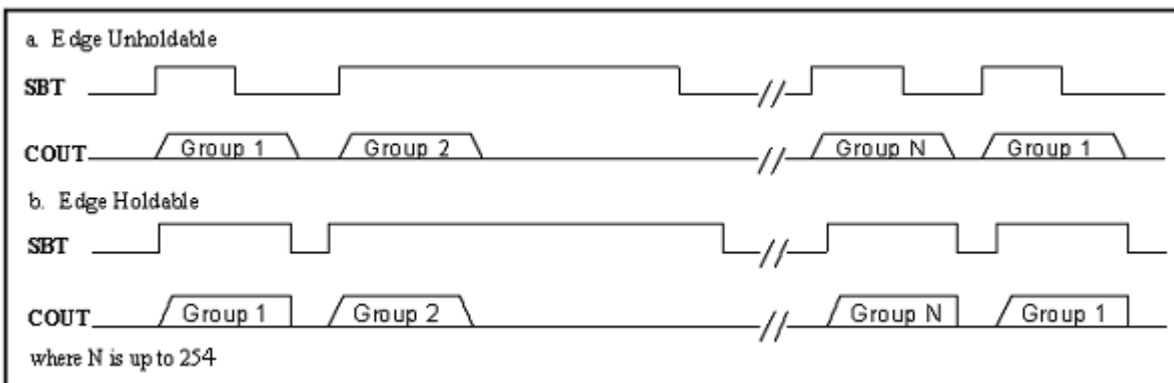 a. Edge Unholdable
SBT
COUT Group 1 Group 2 Group N Group 1
b. Edge Holdable
SBT
COUT Group 1 Group 2 Group N Group 1
where N is up to 254